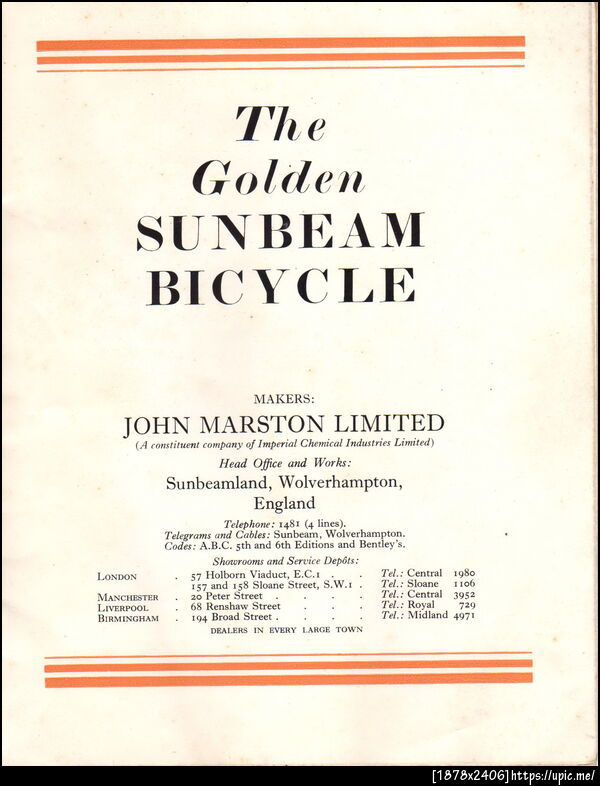 The
Golden
SUNBEAM
BICYCLE
MAKERS:
JOHN MARSTON LIMITED
(A constituent company of Imperial Chemical Industries Limited)
Head Office and Works:
Sunbeamland, Wolverhampton,
England
Telephone: 1481 (4 lines).
Telegrams and Cables: Sunbeam, Wolverhampton.
Codes: A.B.C. 5th and 6th Editions and Bentley's.
Showrooms and Service Depôts:
LONDON . 57 Holborn Viaduct, E.C.1 . . Tel.: Central 1980
157 and 158 Sloane Street, S.W.1 . Tel.: Sloane 1106
MANCHESTER . 20 Peter Street . . . . Tel.: Central 3952
LIVERPOOL . 68 Renshaw Street . . . Tel.: Royal 729
BIRMINGHAM . 194 Broad Street . . . . Tel.: Midland 4971
DEALERS IN EVERY LARGE TOWN
[1878x2406]https://upic.me/